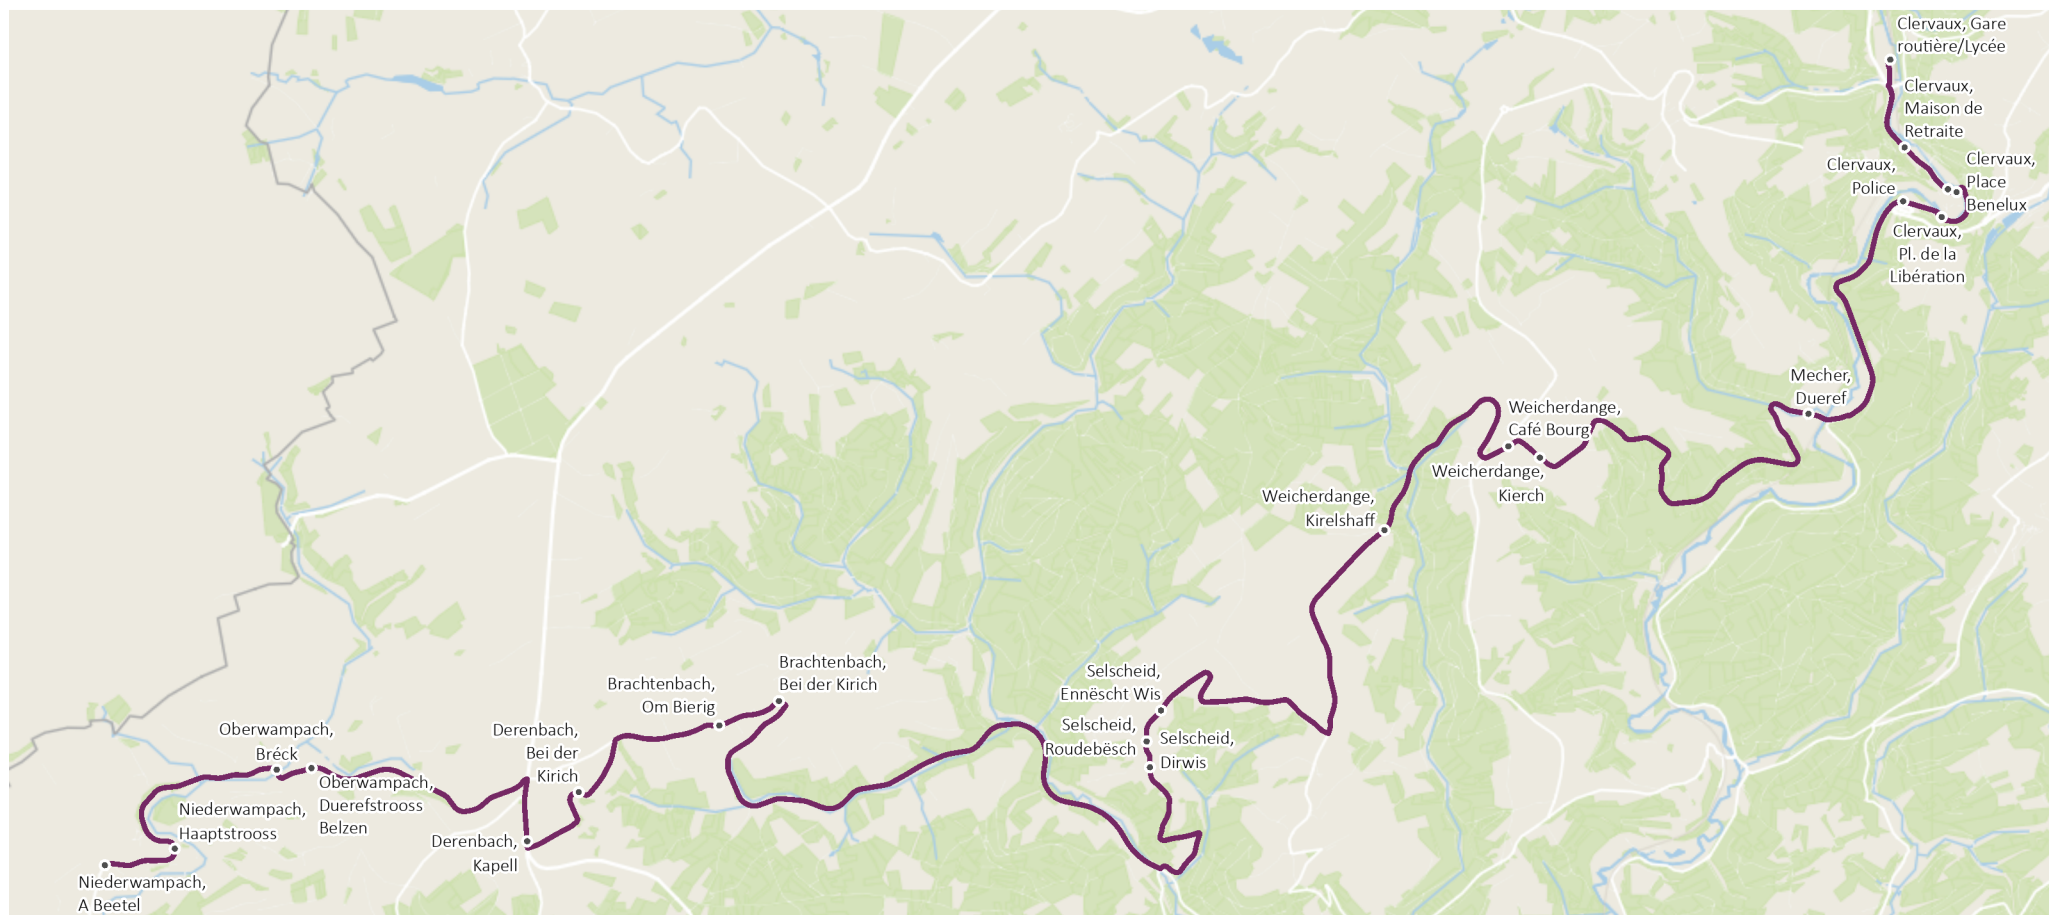 Clervaux, Gare
routière/Lycée
Clervaux,
Maison de
Retraite
Clervaux,
Place
Benelux
Clervaux,
Police
Clervaux,
Pl. de la
Libération
Mecher,
Dueref
Weicherdange,
Café Bourg
Weicherdange,
Kierch
Weicherdange,
Kirelshaff
Selscheid,
Ennëscht Wis
Selscheid,
Roudebësch
Selscheid,
Dirwis
Brachtenbach,
Bei der Kirich
Brachtenbach,
Om Bierig
Derenbach,
Bei der
Kirich
Derenbach,
Kapell
Oberwampach,
Bréck
Oberwampach,
Duerefstrooss
Belzen
Niederwampach,
Haaptstrooss
Niederwampach,
A Beetel